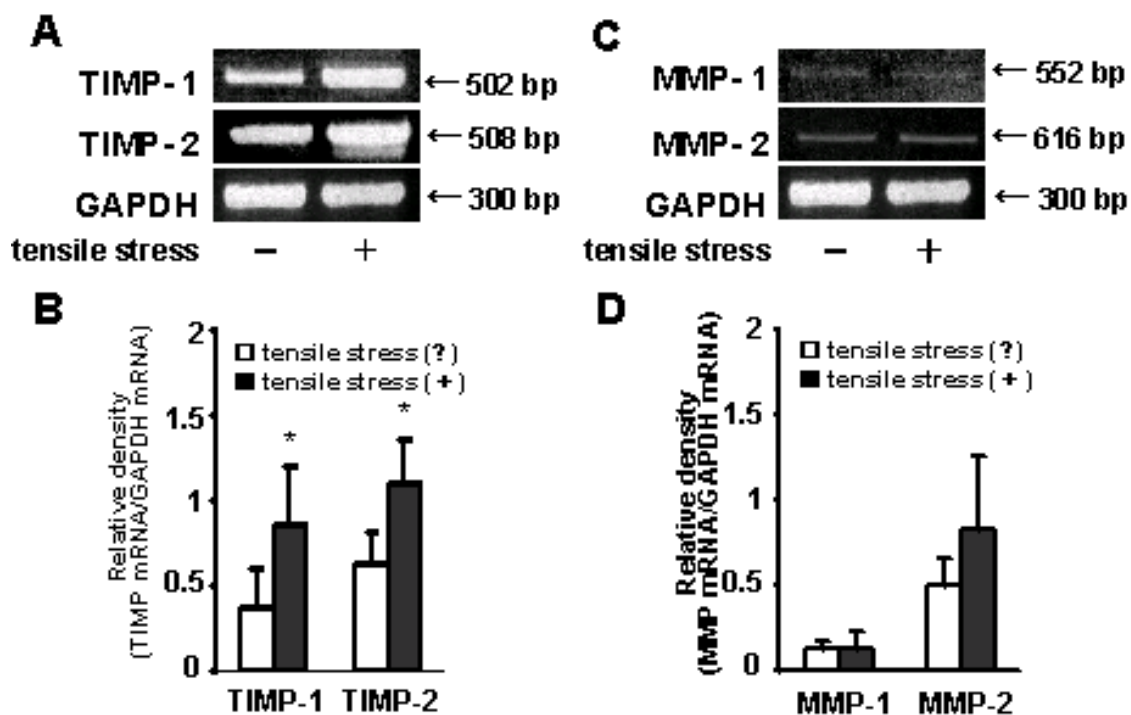 A
TIMP-1 ← 502 bp
TIMP-2 ← 508 bp
GAPDH ← 300 bp
tensile stress − +
B
Relative density
(TIMP mRNA/GAPDH mRNA)
2
1.5
1
0.5
0
tensile stress (?)
tensile stress (+)
*
*
TIMP-1 TIMP-2
C
MMP-1 ← 552 bp
MMP-2 ← 616 bp
GAPDH ← 300 bp
tensile stress − +
D
Relative density
(MMP mRNA/GAPDH mRNA)
2
1.5
1
0.5
0
tensile stress (?)
tensile stress (+)
MMP-1 MMP-2